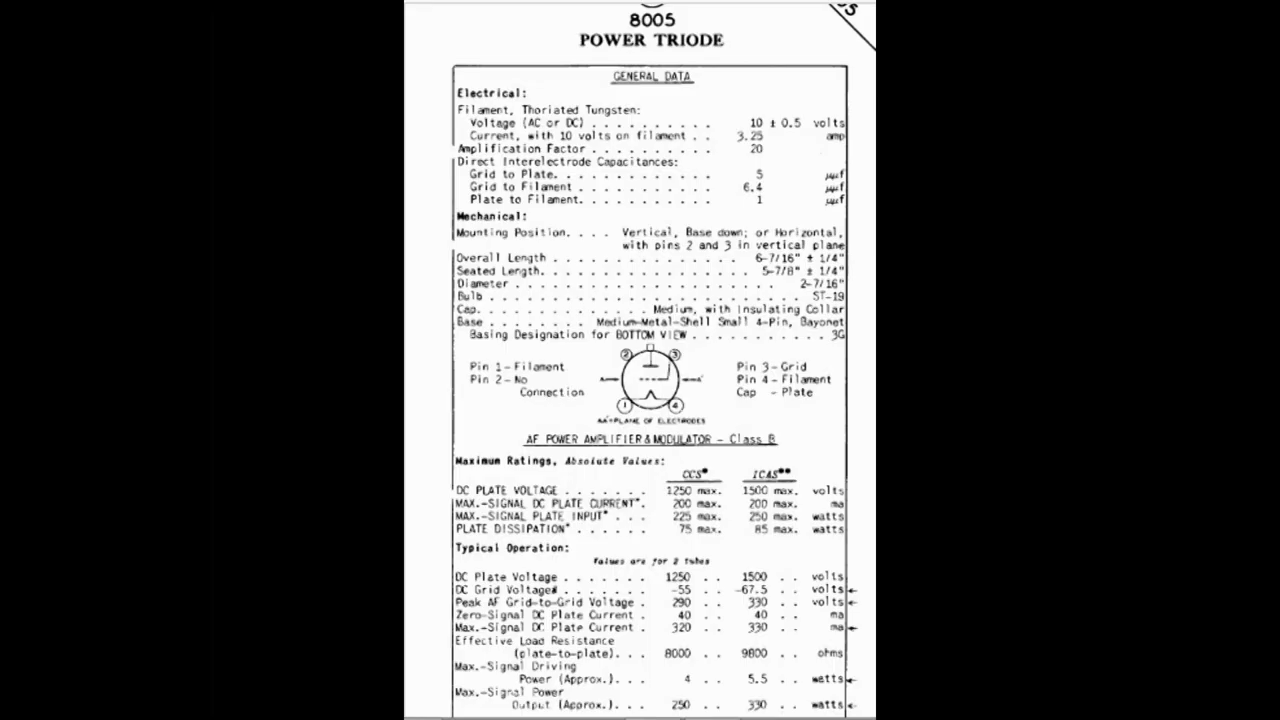 8005
POWER TRIODE
GENERAL DATA
Electrical:
Filament, Thoriated Tungsten:
Voltage (AC or DC) . . . . . . . . . . 10 ± 0.5 volts
Current, with 10 volts on filament . . 3.25 amp
Amplification Factor . . . . . . . . . . 20
Direct Interelectrode Capacitances:
Grid to Plate. . . . . . . . . . . . . 5 μμf
Grid to Filament . . . . . . . . . . . 6.4 μμf
Plate to Filament. . . . . . . . . . . 1 μμf
Mechanical:
Mounting Position. . . . Vertical, Base down; or Horizontal,
with pins 2 and 3 in vertical plane
Overall Length . . . . . . . . . . . . . . . 6-7/16" ± 1/4"
Seated Length. . . . . . . . . . . . . . . . 5-7/8" ± 1/4"
Diameter . . . . . . . . . . . . . . . . . . . . . 2-7/16"
Bulb . . . . . . . . . . . . . . . . . . . . . . . . ST-19
Cap. . . . . . . . . . . . . . Medium, with Insulating Collar
Base . . . . . . . . Medium-Metal-Shell Small 4-Pin, Bayonet
Basing Designation for BOTTOM VIEW . . . . . . . . . . . 3G
Pin 1-Filament
Pin 2-No
Connection
2 3
A A'
1 4
Pin 3-Grid
Pin 4-Filament
Cap - Plate
AA'=PLANE OF ELECTRODES
AF POWER AMPLIFIER & MODULATOR - Class B
Maximum Ratings, Absolute Values:
CCS• ICAS••
DC PLATE VOLTAGE . . . . . . . 1250 max. 1500 max. volts
MAX.-SIGNAL DC PLATE CURRENT*. 200 max. 200 max. ma
MAX.-SIGNAL PLATE INPUT* . . . 225 max. 250 max. watts
PLATE DISSIPATION* . . . . . . 75 max. 85 max. watts
Typical Operation:
Values are for 2 tubes
DC Plate Voltage . . . . . . . 1250 . . 1500 . . volts
DC Grid Voltage# . . . . . . . -55 . . -67.5 . . volts←
Peak AF Grid-to-Grid Voltage . 290 . . 330 . . volts←
Zero-Signal DC Plate Current . 40 . . 40 . . ma
Max.-Signal DC Plate Current . 320 . . 330 . . ma←
Effective Load Resistance
(plate-to-plate). . . 8000 . . 9800 . . ohms
Max.-Signal Driving
Power (Approx.). . . 4 . . 5.5 . . watts←
Max.-Signal Power
Output (Approx.). . . 250 . . 330 . . watts←